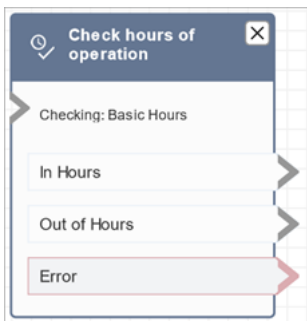 Check hours of
operation
Checking: Basic Hours
In Hours
Out of Hours
Error